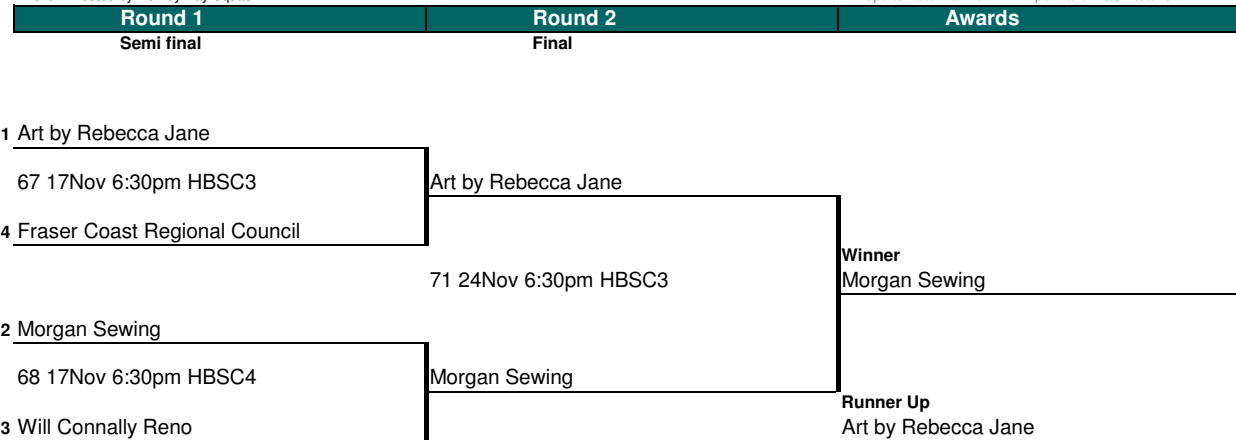 Round 1 Round 2 Awards
Semi final Final
1 Art by Rebecca Jane
67 17Nov 6:30pm HBSC3 Art by Rebecca Jane
4 Fraser Coast Regional Council
Winner
71 24Nov 6:30pm HBSC3 Morgan Sewing
2 Morgan Sewing
68 17Nov 6:30pm HBSC4 Morgan Sewing
Runner Up
3 Will Connally Reno Art by Rebecca Jane